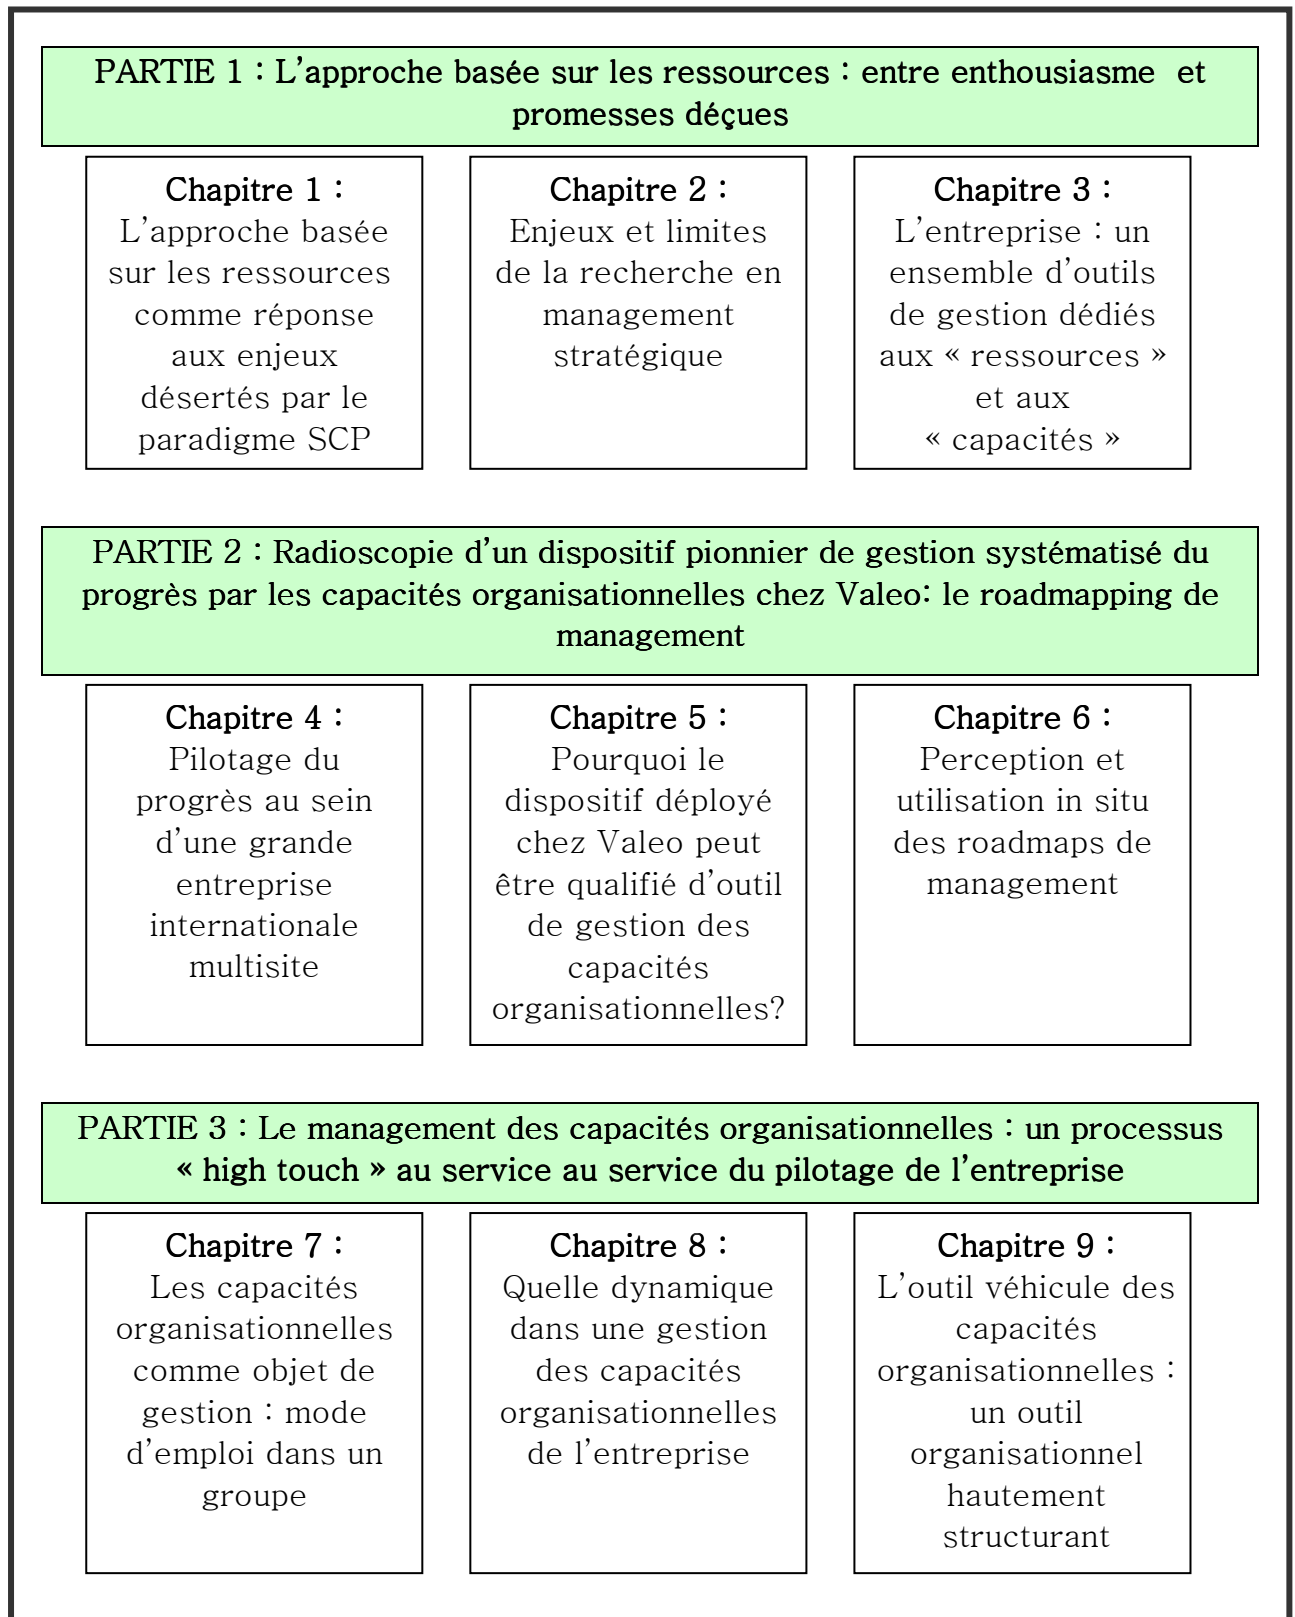 PARTIE 1 : L’approche basée sur les ressources : entre enthousiasme et
promesses déçues
Chapitre 1 :
L’approche basée
sur les ressources
comme réponse
aux enjeux
désertés par le
paradigme SCP
Chapitre 2 :
Enjeux et limites
de la recherche en
management
stratégique
Chapitre 3 :
L’entreprise : un
ensemble d’outils
de gestion dédiés
aux « ressources »
et aux
« capacités »
PARTIE 2 : Radioscopie d’un dispositif pionnier de gestion systématisé du
progrès par les capacités organisationnelles chez Valeo: le roadmapping de
management
Chapitre 4 :
Pilotage du
progrès au sein
d’une grande
entreprise
internationale
multisite
Chapitre 5 :
Pourquoi le
dispositif déployé
chez Valeo peut
être qualifié d’outil
de gestion des
capacités
organisationnelles?
Chapitre 6 :
Perception et
utilisation in situ
des roadmaps de
management
PARTIE 3 : Le management des capacités organisationnelles : un processus
« high touch » au service au service du pilotage de l’entreprise
Chapitre 7 :
Les capacités
organisationnelles
comme objet de
gestion : mode
d’emploi dans un
groupe
Chapitre 8 :
Quelle dynamique
dans une gestion
des capacités
organisationnelles
de l’entreprise
Chapitre 9 :
L’outil véhicule des
capacités
organisationnelles :
un outil
organisationnel
hautement
structurant